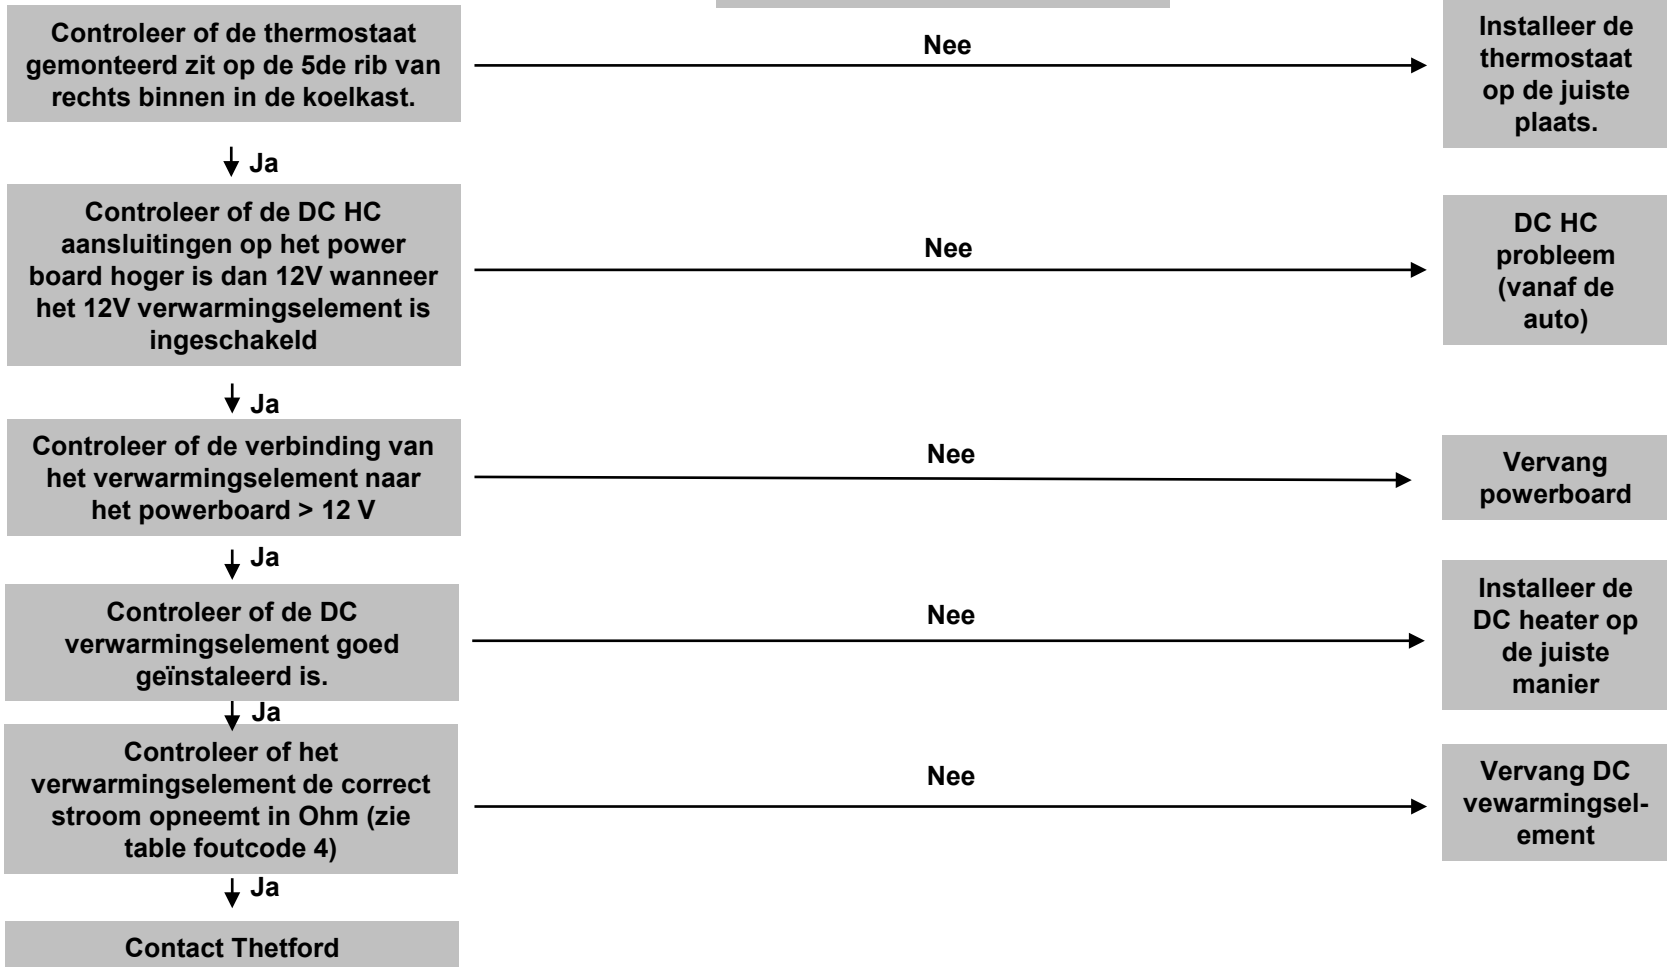 Controleer of de thermostaat
gemonteerd zit op de 5de rib van
rechts binnen in de koelkast.
Nee
Installeer de
thermostaat
op de juiste
plaats.
Ja
Controleer of de DC HC
aansluitingen op het power
board hoger is dan 12V wanneer
het 12V verwarmingselement is
ingeschakeld
Nee
DC HC
probleem
(vanaf de
auto)
Ja
Controleer of de verbinding van
het verwarmingselement naar
het powerboard > 12 V
Nee
Vervang
powerboard
Ja
Controleer of de DC
verwarmingselement goed
geïnstaleerd is.
Nee
Installeer de
DC heater op
de juiste
manier
Ja
Controleer of het
verwarmingselement de correct
stroom opneemt in Ohm (zie
table foutcode 4)
Nee
Vervang DC
vewarmingsel-
ement
Ja
Contact Thetford